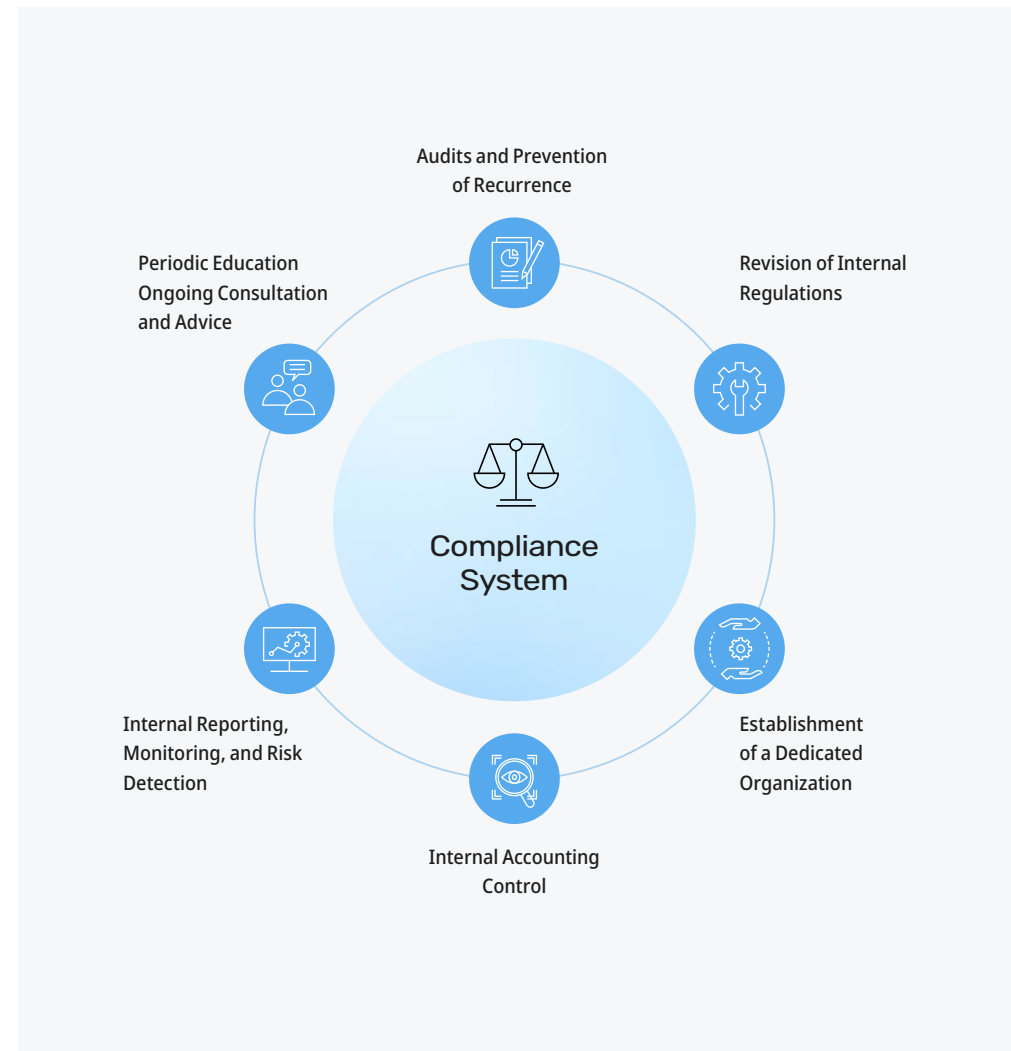 Audits and Prevention
of Recurrence
Periodic Education
Ongoing Consultation
and Advice
Revision of Internal
Regulations
Compliance
System
Internal Reporting,
Monitoring, and Risk
Detection
Establishment
of a Dedicated
Organization
Internal Accounting
Control